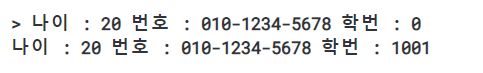 > 나이 : 20 번호 : 010-1234-5678 학번 : 0
나이 : 20 번호 : 010-1234-5678 학번 : 1001